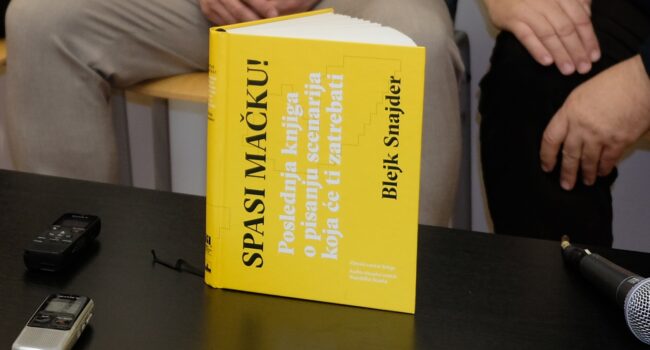 SPASI MAČKU!
Poslednja knjiga
o pisanju scenarija
koja će ti zatrebati
Blejk Snajder